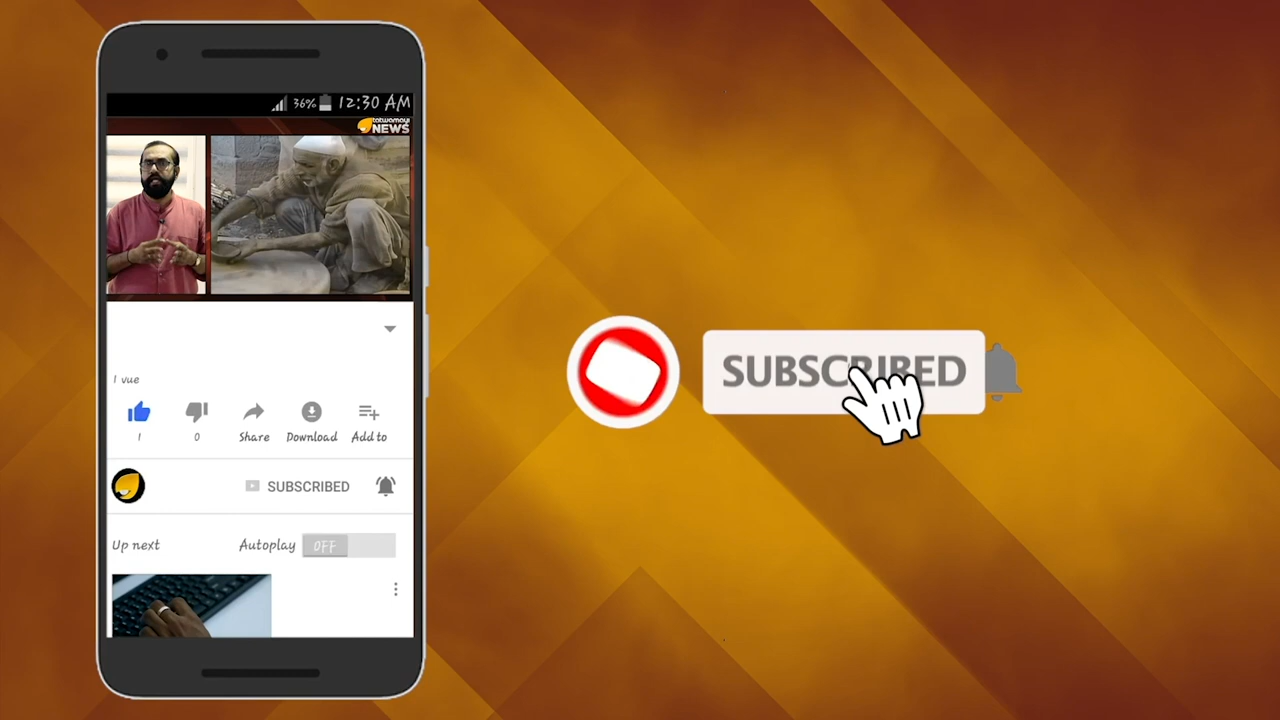 36% 12:30 AM
tatwamayi
NEWS
1 vue
1
0
Share
Download
Add to
SUBSCRIBED
Up next
Autoplay
OFF
SUBSCRIBED